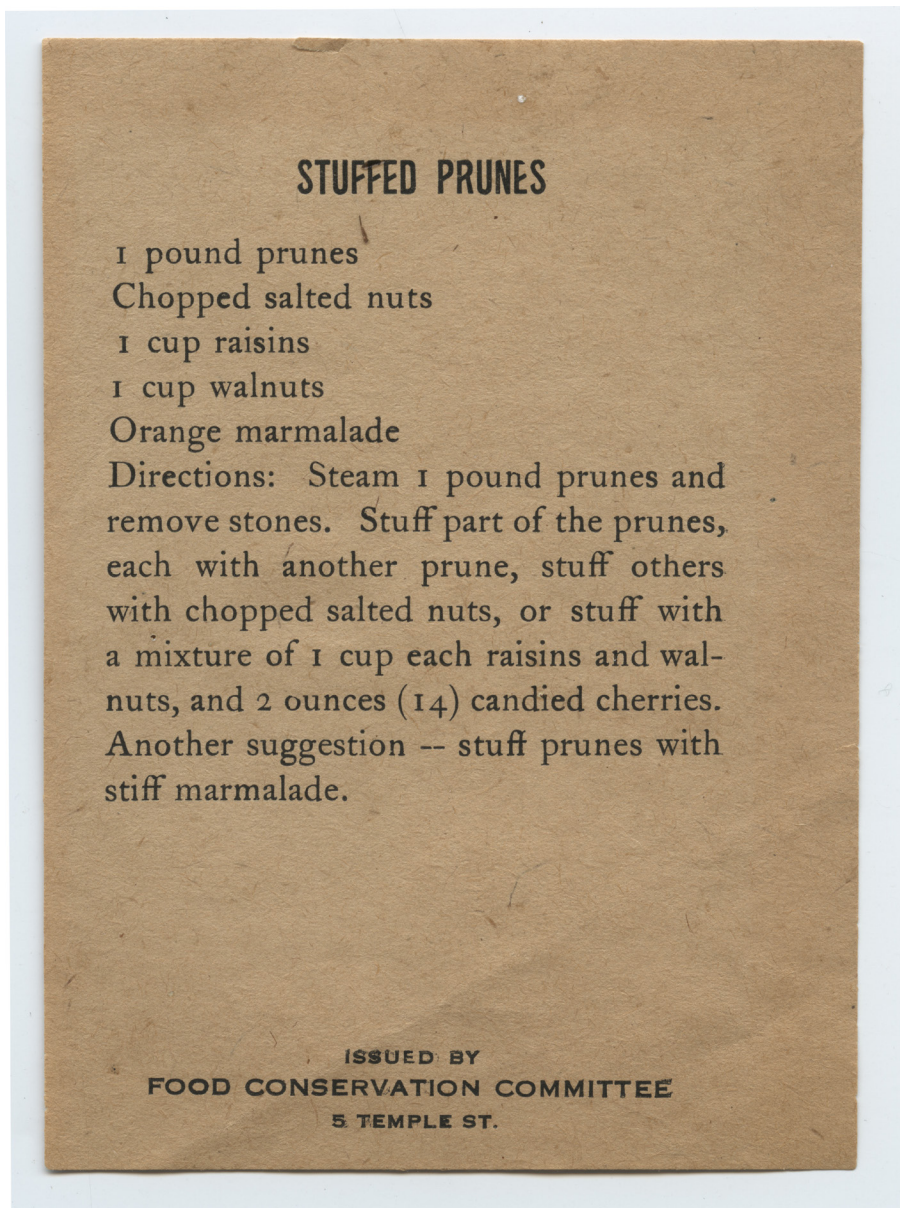 STUFFED PRUNES
1 pound prunes
Chopped salted nuts
1 cup raisins
1 cup walnuts
Orange marmalade
Directions: Steam 1 pound prunes and
remove stones. Stuff part of the prunes,
each with another prune, stuff others
with chopped salted nuts, or stuff with
a mixture of 1 cup each raisins and wal-
nuts, and 2 ounces (14) candied cherries.
Another suggestion -- stuff prunes with
stiff marmalade.
ISSUED BY
FOOD CONSERVATION COMMITTEE
5 TEMPLE ST.